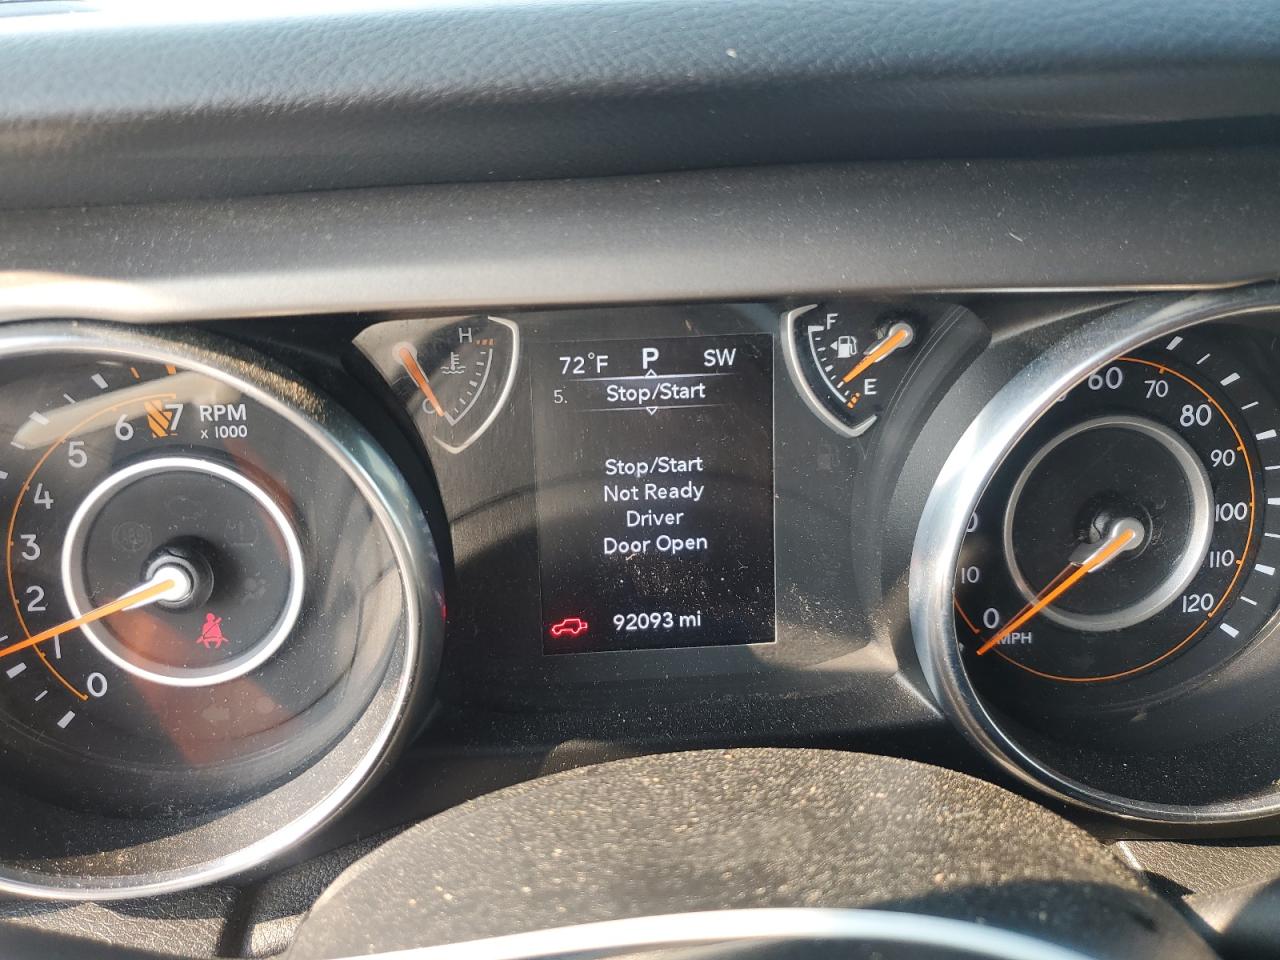 H
C
72°F P SW
5. Stop/Start
Stop/Start
Not Ready
Driver
Door Open
92093 mi
F
E
RPM
x 1000
7
6
5
4
3
2
1
0
0
10
60
70
80
90
100
110
120
MPH